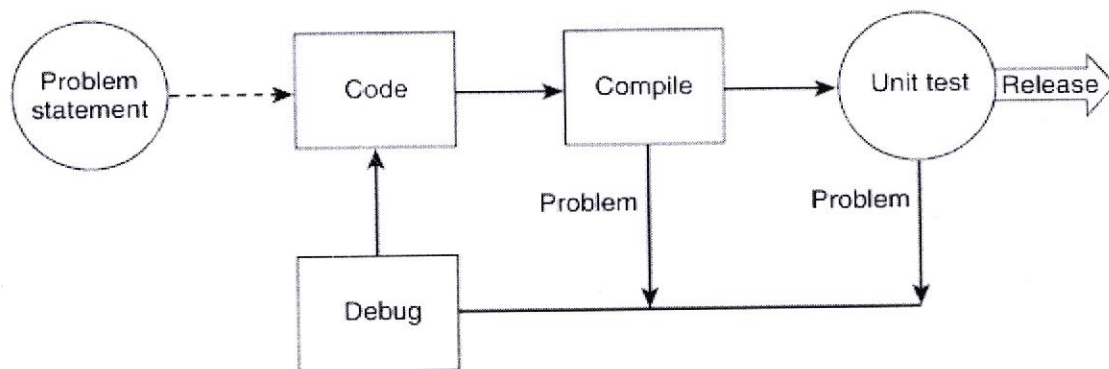 Problem
statement
Code
Compile
Unit test
Release
Problem
Problem
Debug